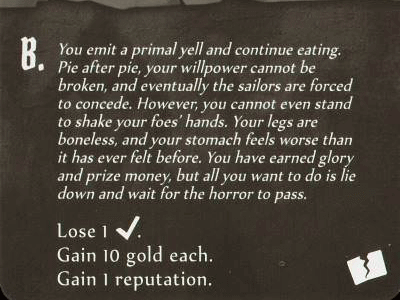 B.
You emit a primal yell and continue eating.
Pie after pie, your willpower cannot be
broken, and eventually the sailors are forced
to concede. However, you cannot even stand
to shake your foes' hands. Your legs are
boneless, and your stomach feels worse than
it has ever felt before. You have earned glory
and prize money, but all you want to do is lie
down and wait for the horror to pass.
Lose 1 ✓.
Gain 10 gold each.
Gain 1 reputation.